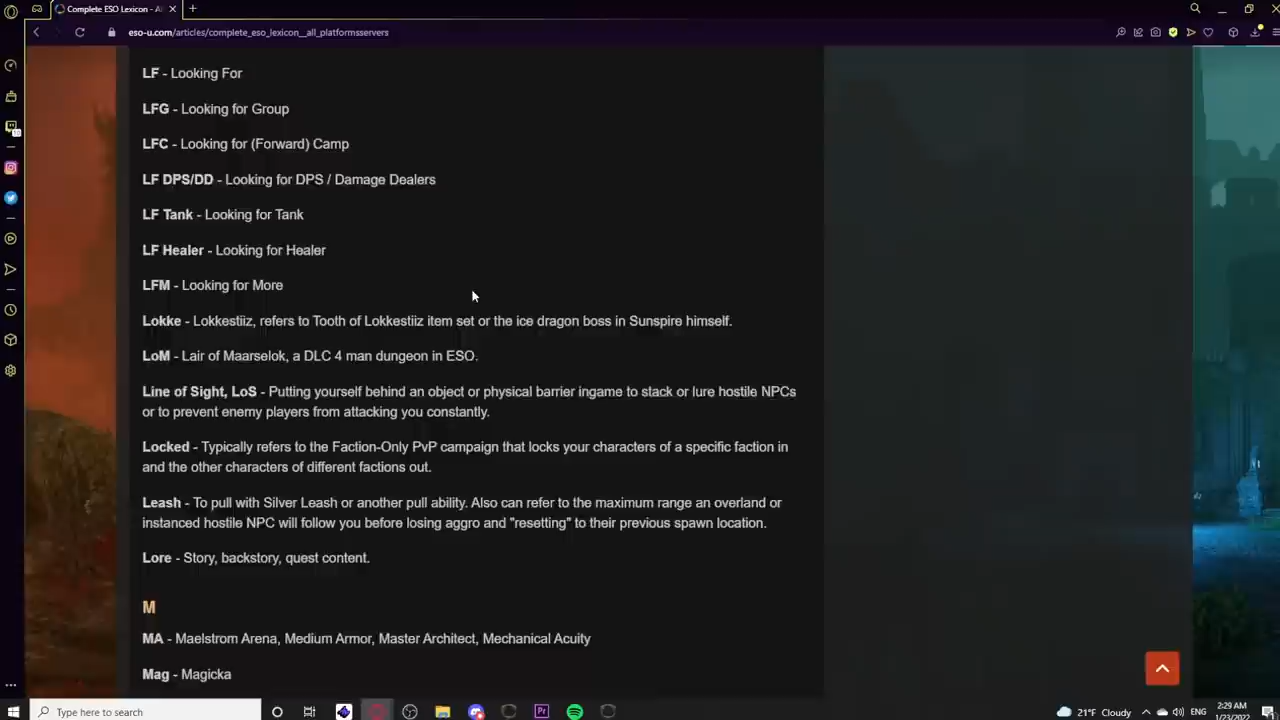 Complete ESO Lexicon - Al
eso-u.com/articles/complete_eso_lexicon__all_platformsservers
LF - Looking For
LFG - Looking for Group
LFC - Looking for (Forward) Camp
LF DPS/DD - Looking for DPS / Damage Dealers
LF Tank - Looking for Tank
LF Healer - Looking for Healer
LFM - Looking for More
Lokke - Lokkestiiz, refers to Tooth of Lokkestiiz item set or the ice dragon boss in Sunspire himself.
LoM - Lair of Maarselok, a DLC 4 man dungeon in ESO.
Line of Sight, LoS - Putting yourself behind an object or physical barrier ingame to stack or lure hostile NPCs
or to prevent enemy players from attacking you constantly.
Locked - Typically refers to the Faction-Only PvP campaign that locks your characters of a specific faction in
and the other characters of different factions out.
Leash - To pull with Silver Leash or another pull ability. Also can refer to the maximum range an overland or
instanced hostile NPC will follow you before losing aggro and "resetting" to their previous spawn location.
Lore - Story, backstory, quest content.
M
MA - Maelstrom Arena, Medium Armor, Master Architect, Mechanical Acuity
Mag - Magicka
Type here to search
Pr
21°F Cloudy
ENG
2:29 AM
1/23/2022